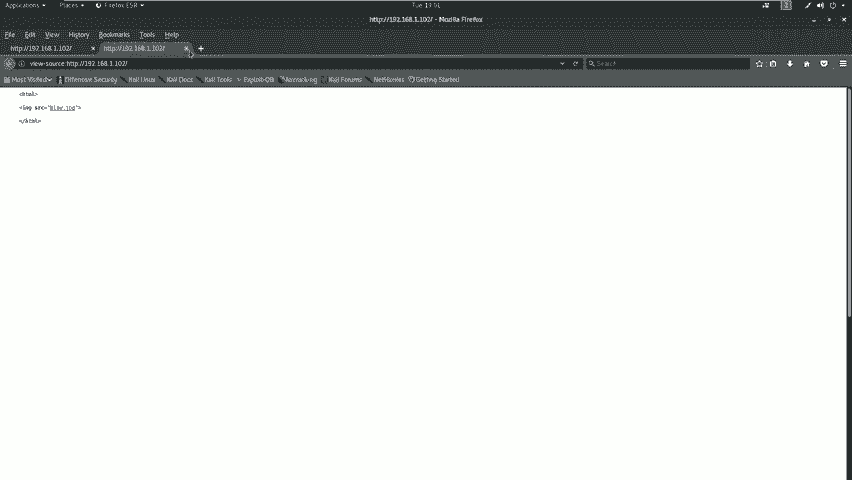 Applications Places Firefox ESR Tue 19:51
http://192.168.1.102/ - Mozilla Firefox
File Edit View History Bookmarks Tools Help
http://192.168.1.102/ http://192.168.1.102/
view-source:http://192.168.1.102/ Search
Most Visited Offensive Security Kali Linux Kali Docs Kali Tools Exploit-DB Aircrack-ng Kali Forums NetHunter Getting Started
<html>
<img src="
</html>